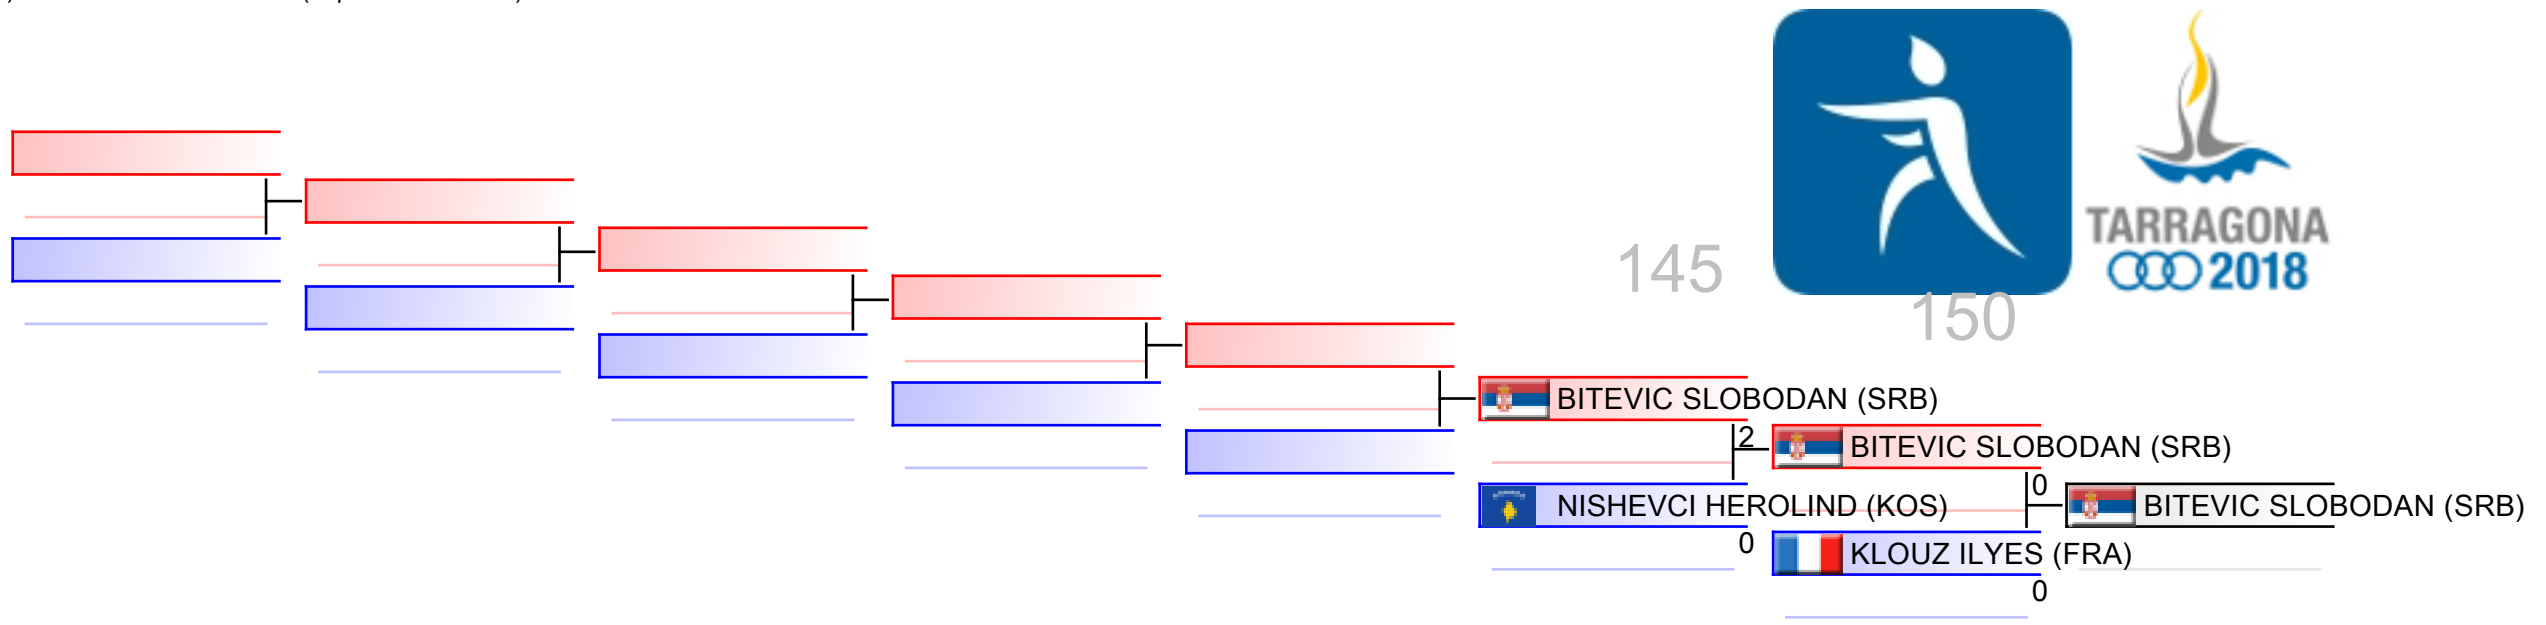 TARRAGONA
2018
145
150
BITEVIC SLOBODAN (SRB)
2
BITEVIC SLOBODAN (SRB)
0
NISHEVCI HEROLIND (KOS)
BITEVIC SLOBODAN (SRB)
0
KLOUZ ILYES (FRA)
0